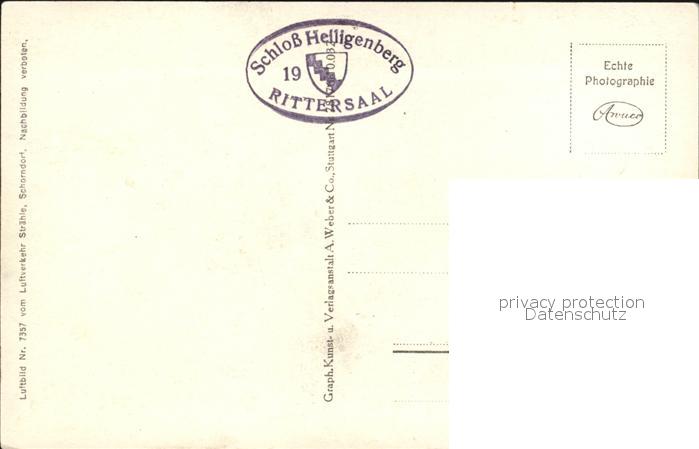 Luftbild Nr. 7357 vom Luftverkehr Strähle, Schorndorf. Nachbildung verboten.
Schloß Heiligenberg
19
RITTERSAAL
Graph. Kunst- u. Verlagsanstalt A. Weber & Co., Stuttgart
Echte
Photographie
privacy protection
Datenschutz